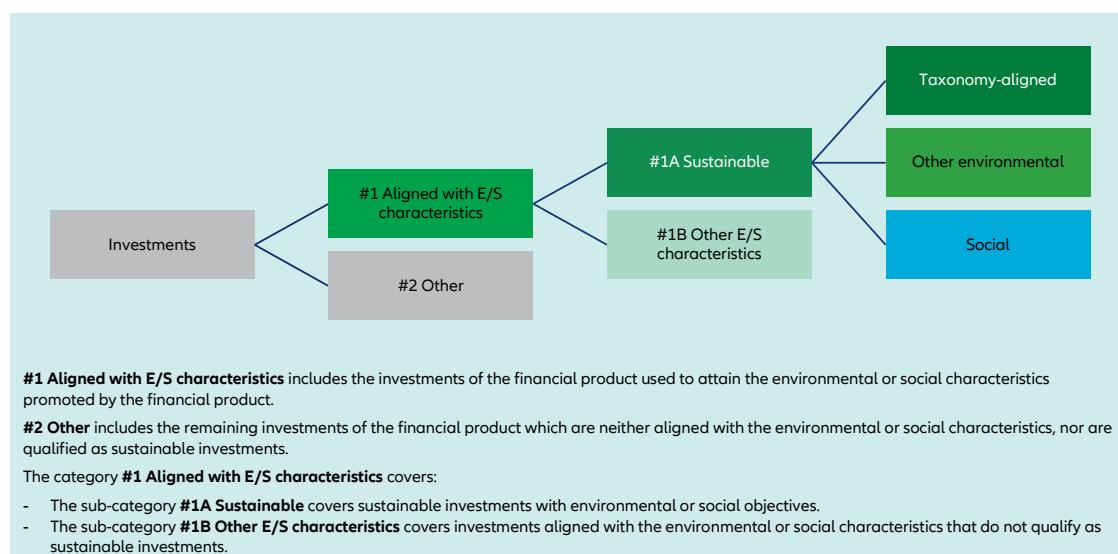 Taxonomy-aligned
#1A Sustainable
Other environmental
#1 Aligned with E/S
characteristics
Investments
#1B Other E/S
characteristics
Social
#2 Other
#1 Aligned with E/S characteristics includes the investments of the financial product used to attain the environmental or social characteristics
promoted by the financial product.
#2 Other includes the remaining investments of the financial product which are neither aligned with the environmental or social characteristics, nor are
qualified as sustainable investments.
The category #1 Aligned with E/S characteristics covers:
- The sub-category #1A Sustainable covers sustainable investments with environmental or social objectives.
- The sub-category #1B Other E/S characteristics covers investments aligned with the environmental or social characteristics that do not qualify as
sustainable investments.